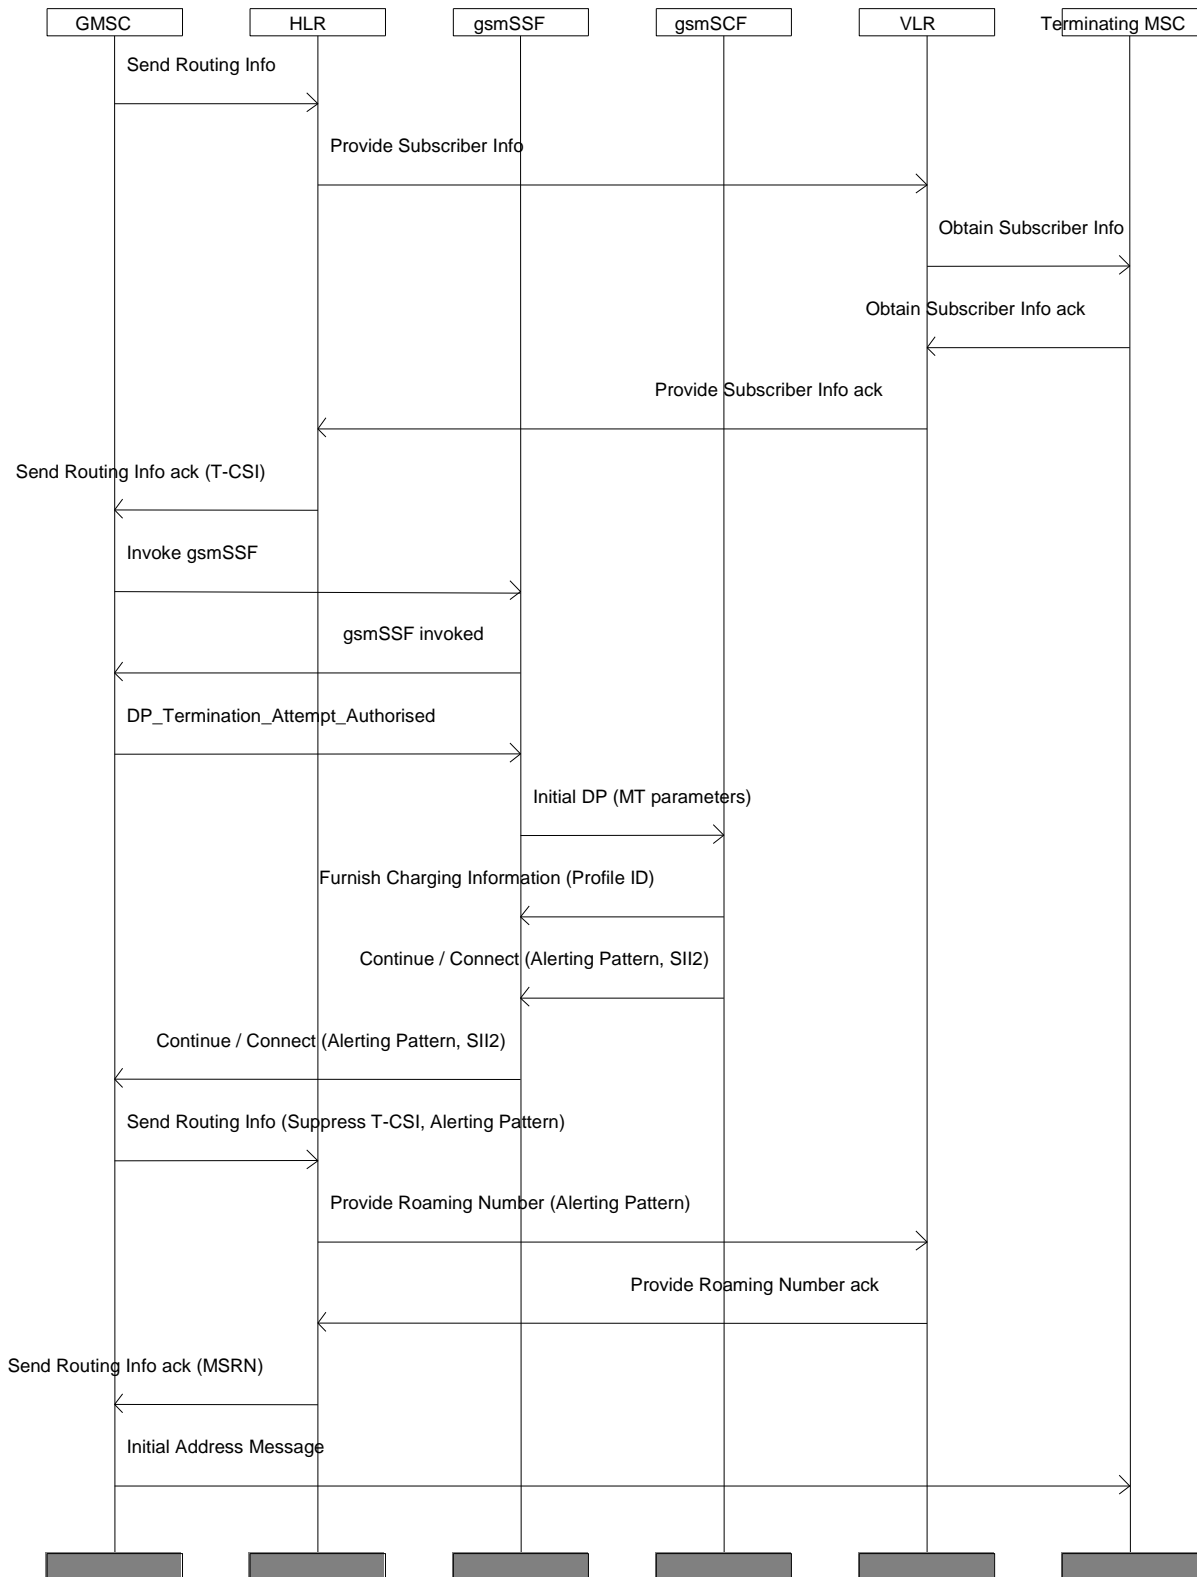 GMSC
HLR
gsmSSF
gsmSCF
VLR
Terminating MSC
Send Routing Info
Provide Subscriber Info
Obtain Subscriber Info
Obtain Subscriber Info ack
Provide Subscriber Info ack
Send Routing Info ack (T-CSI)
Invoke gsmSSF
gsmSSF invoked
DP_Termination_Attempt_Authorised
Initial DP (MT parameters)
Furnish Charging Information (Profile ID)
Continue / Connect (Alerting Pattern, SII2)
Continue / Connect (Alerting Pattern, SII2)
Send Routing Info (Suppress T-CSI, Alerting Pattern)
Provide Roaming Number (Alerting Pattern)
Provide Roaming Number ack
Send Routing Info ack (MSRN)
Initial Address Message